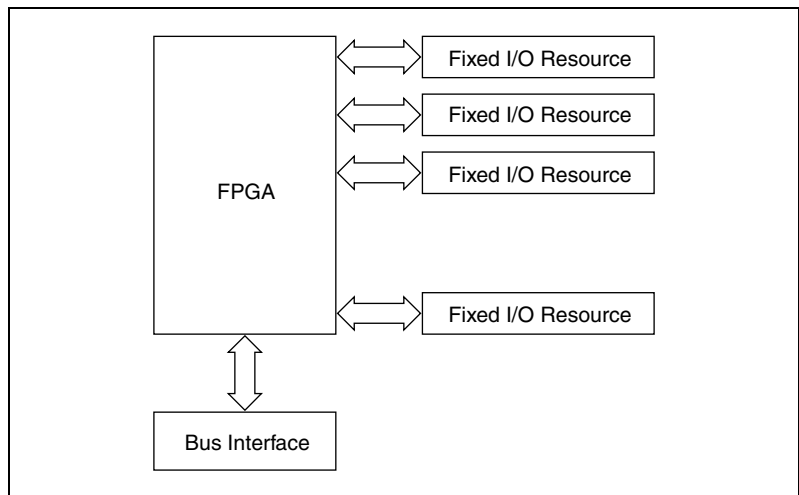 Fixed I/O Resource
Fixed I/O Resource
Fixed I/O Resource
FPGA
Fixed I/O Resource
Bus Interface